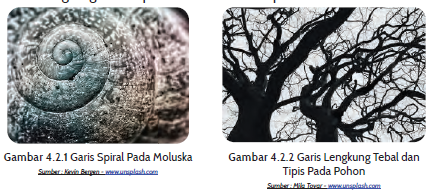 Gambar 4.2.1 Garis Spiral Pada Moluska
Sumber : Kevin Bergen - www.unsplash.com
Gambar 4.2.2 Garis Lengkung Tebal dan
Tipis Pada Pohon
Sumber : Mila Tovar - www.unsplash.com